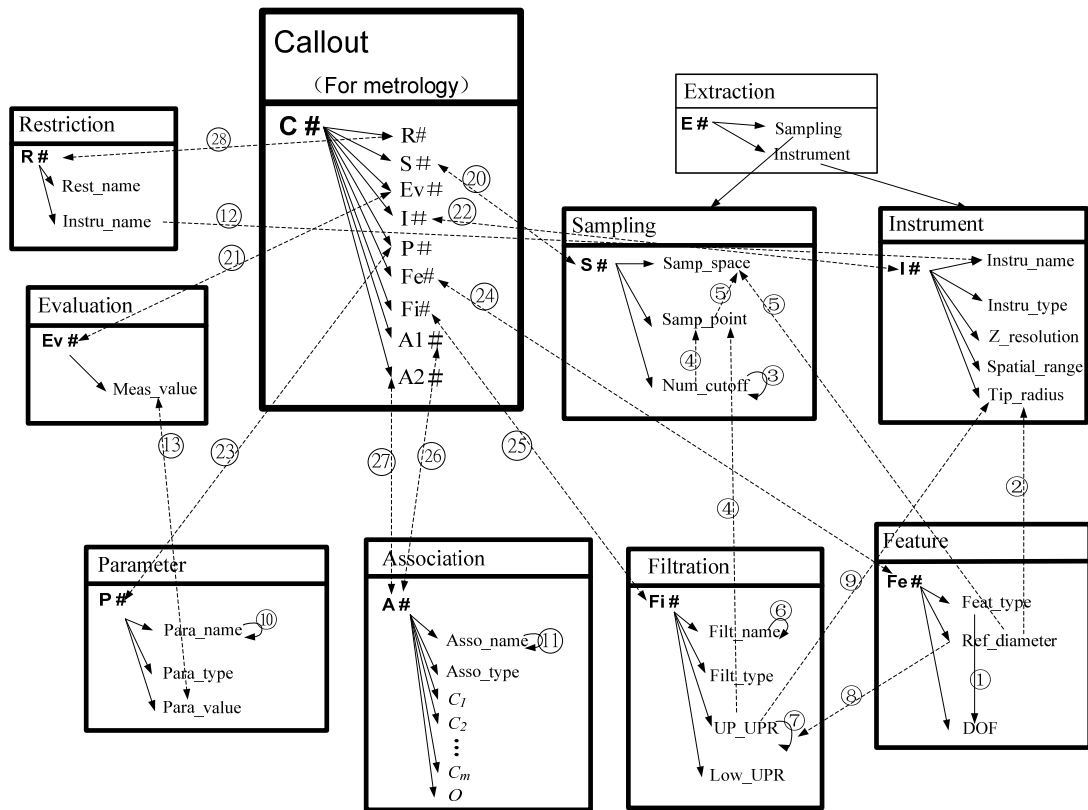 Callout
（For metrology）
C #
R#
S #
Ev#
I #
P #
Fe#
Fi#
A1 #
A2 #
Extraction
E #
Sampling
Instrument
Restriction
R #
Rest_name
Instru_name
28
12
20
22
21
24
Sampling
S #
Samp_space
⑤
Samp_point
④
Num_cutoff
③
⑤
Instrument
I #
Instru_name
Instru_type
Z_resolution
Spatial_range
Tip_radius
Evaluation
Ev #
Meas_value
13
23
27
26
25
④
⑨
②
Parameter
P #
Para_name
⑩
Para_type
Para_value
Association
A #
Asso_name
11
Asso_type
C1
C2
Cm
O
Filtration
Fi #
⑥
Filt_name
Filt_type
UP_UPR
⑦
Low_UPR
⑧
Feature
Fe #
Feat_type
Ref_diameter
①
DOF